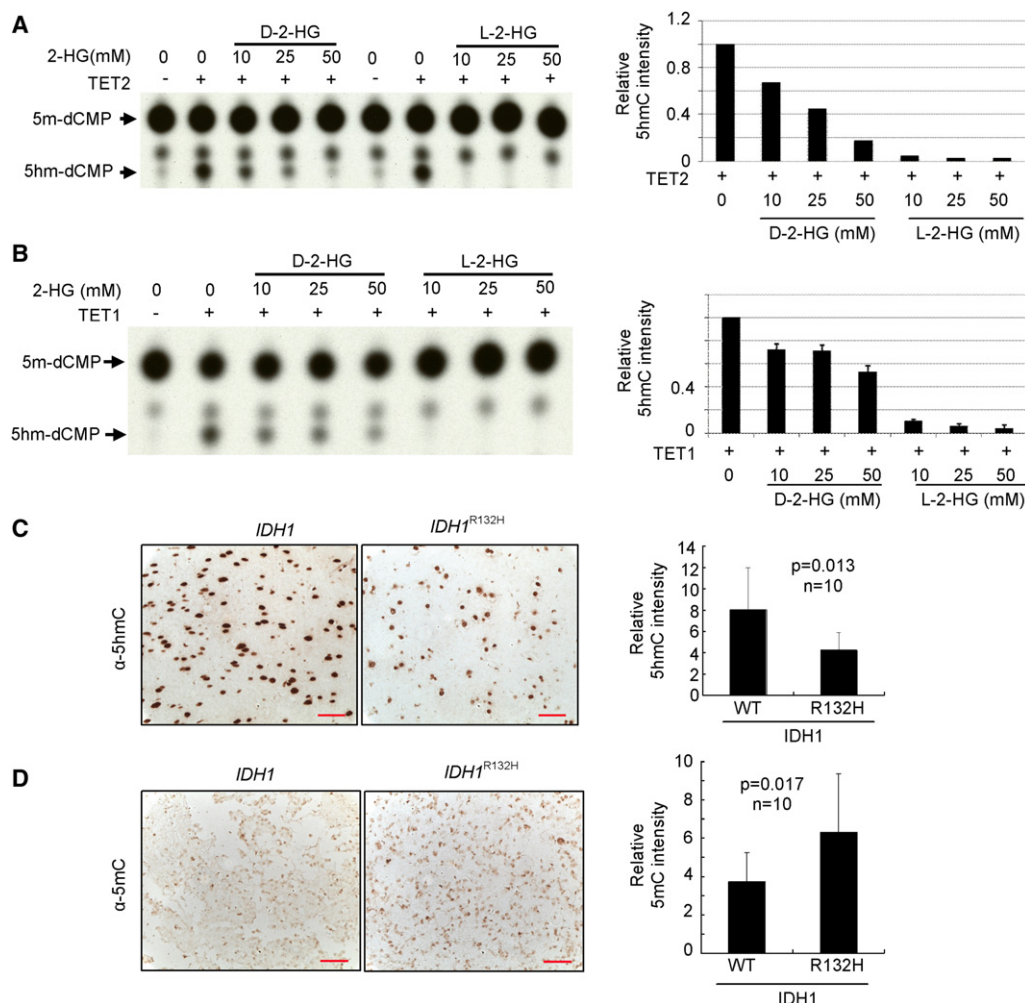 A
D-2-HG L-2-HG
2-HG(mM) 0 0 10 25 50 0 0 10 25 50
TET2 - + + + + - + + + +
5m-dCMP
5hm-dCMP
Relative
5hmC intensity
1.2
0.8
0.4
0
TET2 + + + + + + +
0 10 25 50 10 25 50
D-2-HG (mM) L-2-HG (mM)
B
D-2-HG L-2-HG
2-HG (mM) 0 0 10 25 50 10 25 50
TET1 - + + + + + + +
5m-dCMP
5hm-dCMP
Relative
5hmC intensity
0.4
0
TET1 + + + + + + +
0 10 25 50 10 25 50
D-2-HG (mM) L-2-HG (mM)
C
IDH1 IDH1R132H
α-5hmC
Relative
5hmC intensity
14
12
10
8
6
4
2
0
p=0.013
n=10
WT R132H
IDH1
D
IDH1 IDH1R132H
α-5mC
Relative
5mC intensity
10
8
6
4
2
0
p=0.017
n=10
WT R132H
IDH1